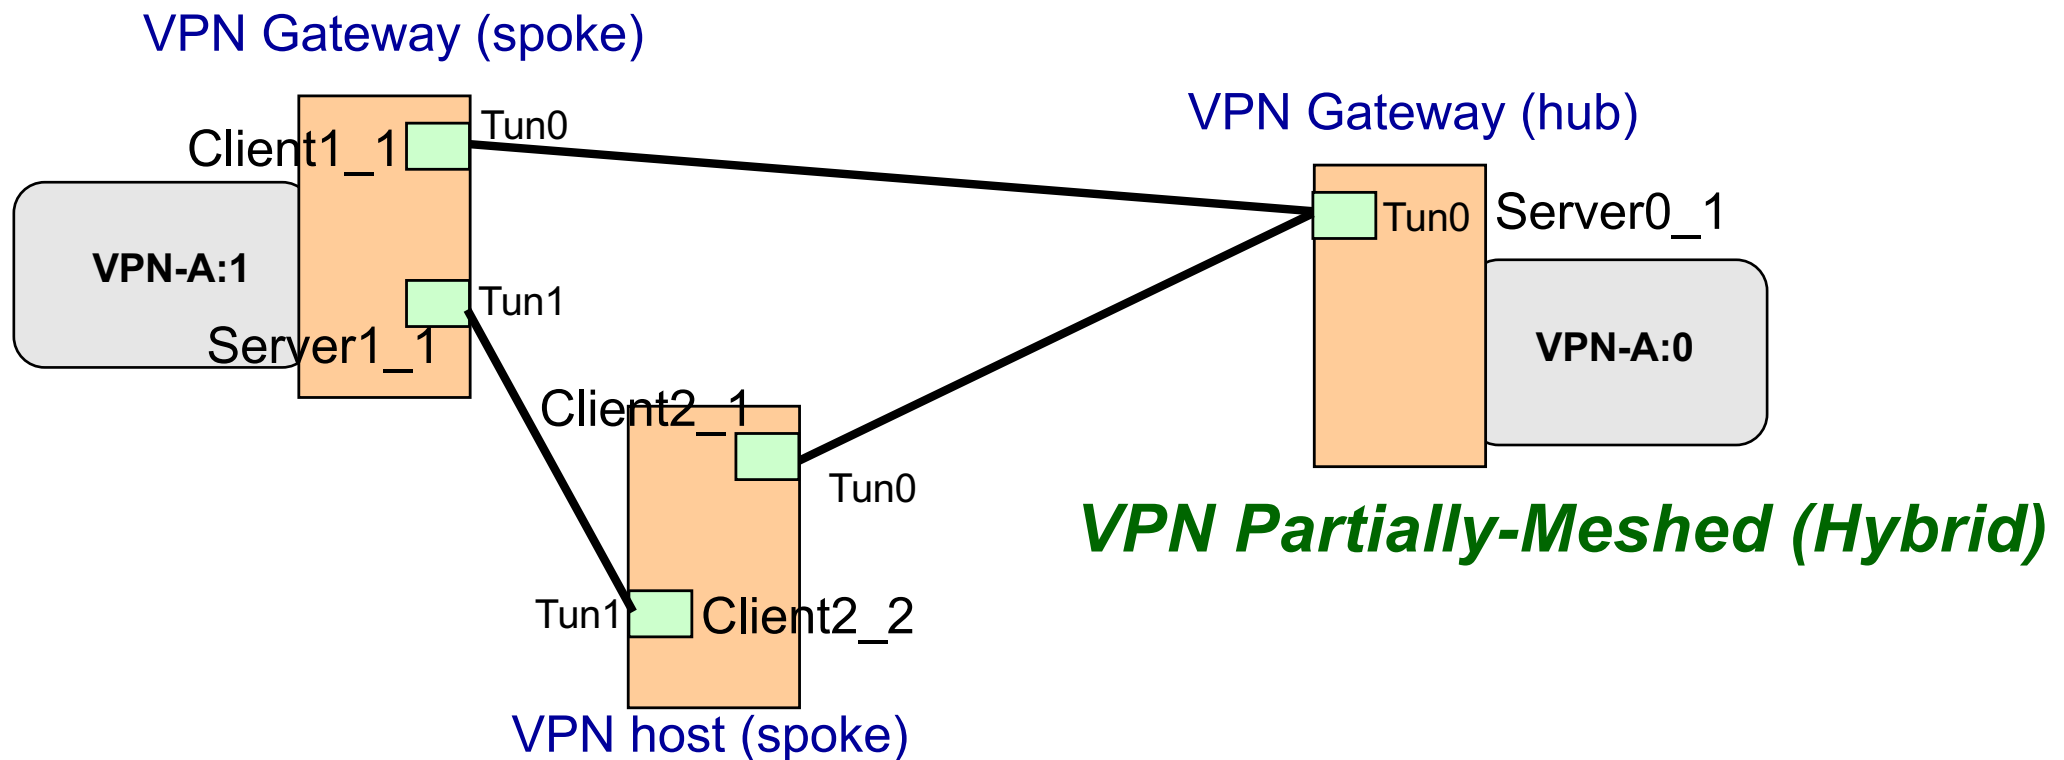 VPN Gateway (spoke)
VPN Gateway (hub)
Tun0
Client1_1
Tun0
Server0_1
VPN-A:1
Tun1
Server1_1
VPN-A:0
Client2_1
Tun0
VPN Partially-Meshed (Hybrid)
Tun1
Client2_2
VPN host (spoke)